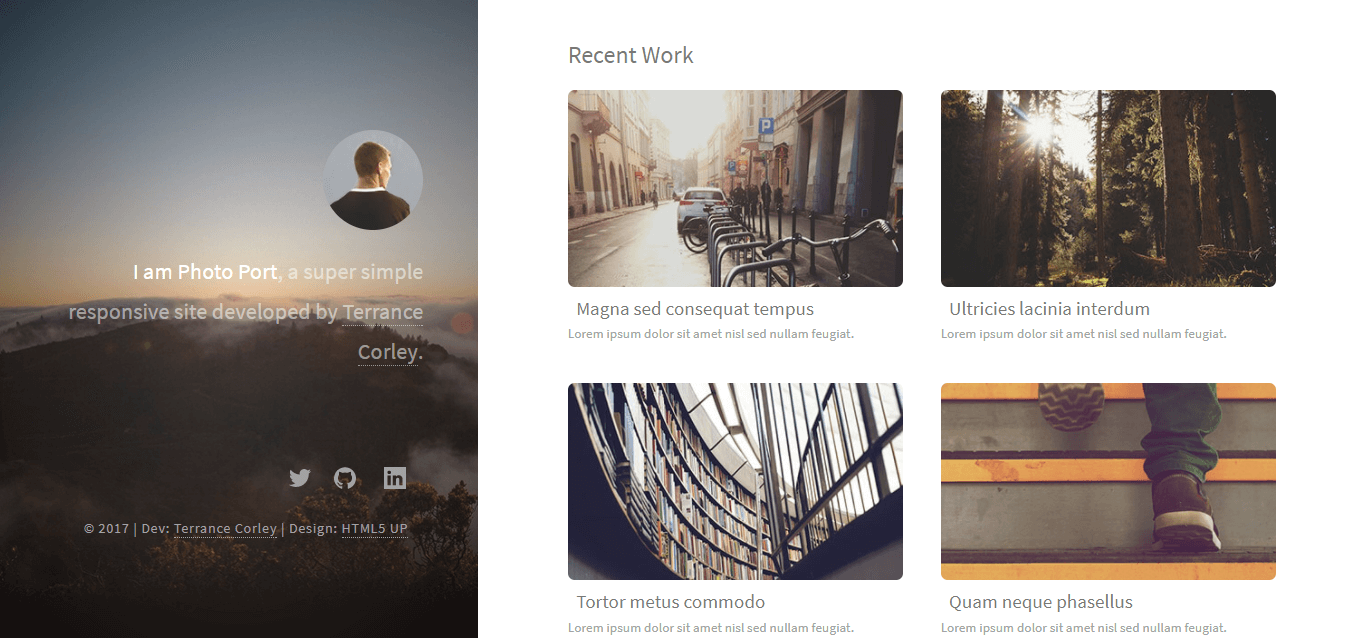 I am Photo Port, a super simple
responsive site developed by Terrance
Corley.
© 2017 | Dev: Terrance Corley | Design: HTML5 UP
Recent Work
P
P
Magna sed consequat tempus
Lorem ipsum dolor sit amet nisl sed nullam feugiat.
Ultricies lacinia interdum
Lorem ipsum dolor sit amet nisl sed nullam feugiat.
Tortor metus commodo
Lorem ipsum dolor sit amet nisl sed nullam feugiat.
Quam neque phasellus
Lorem ipsum dolor sit amet nisl sed nullam feugiat.